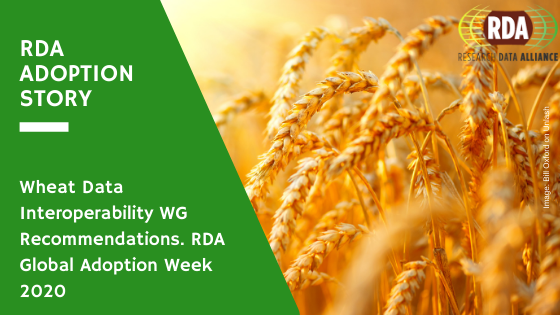 RDA
ADOPTION
STORY
Wheat Data
Interoperability WG
Recommendations. RDA
Global Adoption Week
2020
RDA
RESEARCH DATA ALLIANCE
Image: Bill Oxford on Unsplash